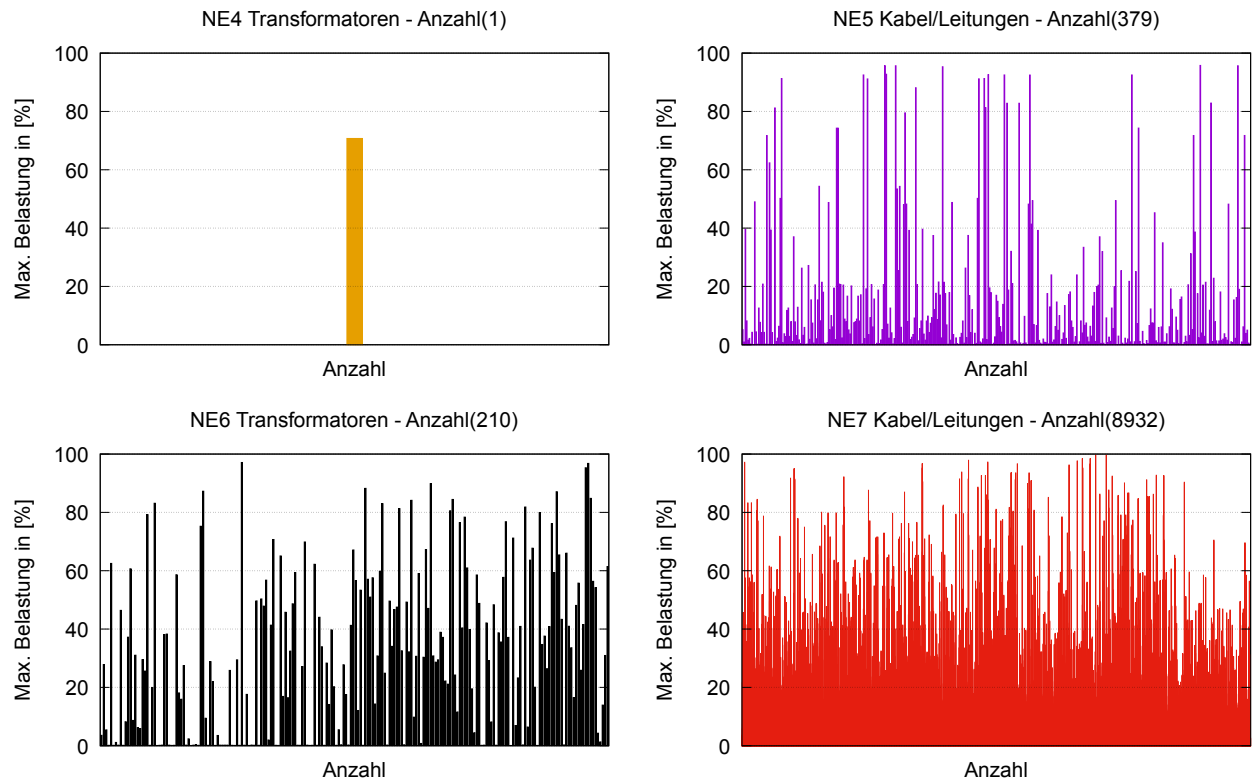 NE4 Transformatoren - Anzahl(1)
Max. Belastung in [%]
100
80
60
40
20
0
Anzahl
NE5 Kabel/Leitungen - Anzahl(379)
Max. Belastung in [%]
100
80
60
40
20
0
Anzahl
NE6 Transformatoren - Anzahl(210)
Max. Belastung in [%]
100
80
60
40
20
0
Anzahl
NE7 Kabel/Leitungen - Anzahl(8932)
Max. Belastung in [%]
100
80
60
40
20
0
Anzahl